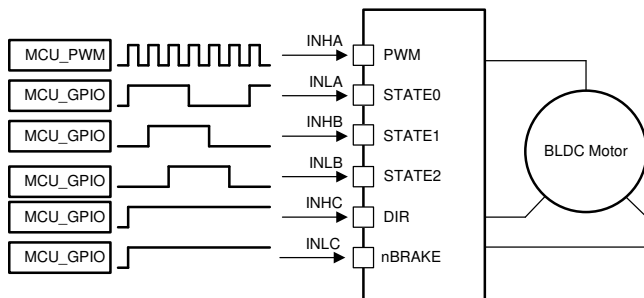 MCU_PWM INHA PWM
MCU_GPIO INLA STATE0
MCU_GPIO INHB STATE1
BLDC Motor
MCU_GPIO INLB STATE2
MCU_GPIO INHC DIR
MCU_GPIO INLC nBRAKE